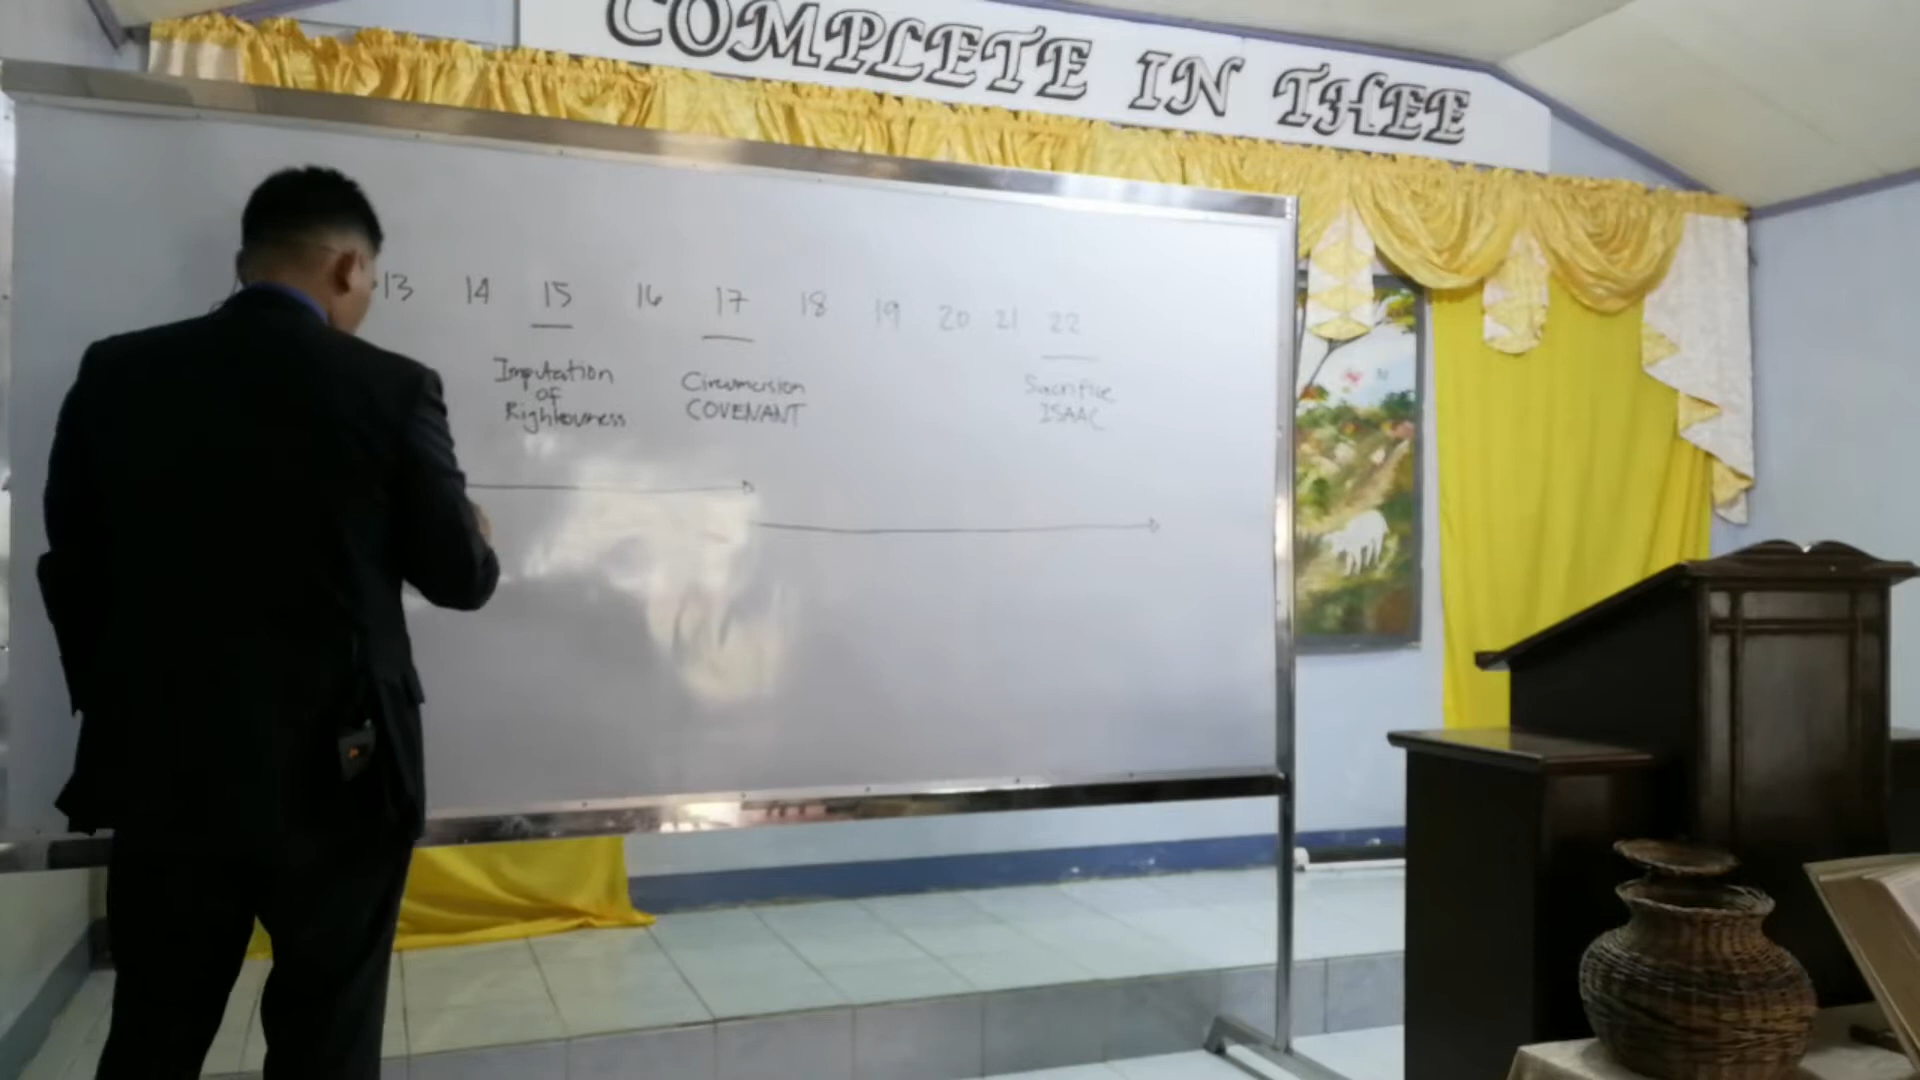 COMPLETE IN THEE
13 14 15 16 17 18 19 20 21 22
Imputation
of
Righteouness
Circumcision
COVENANT
Sacrifice
ISAAC